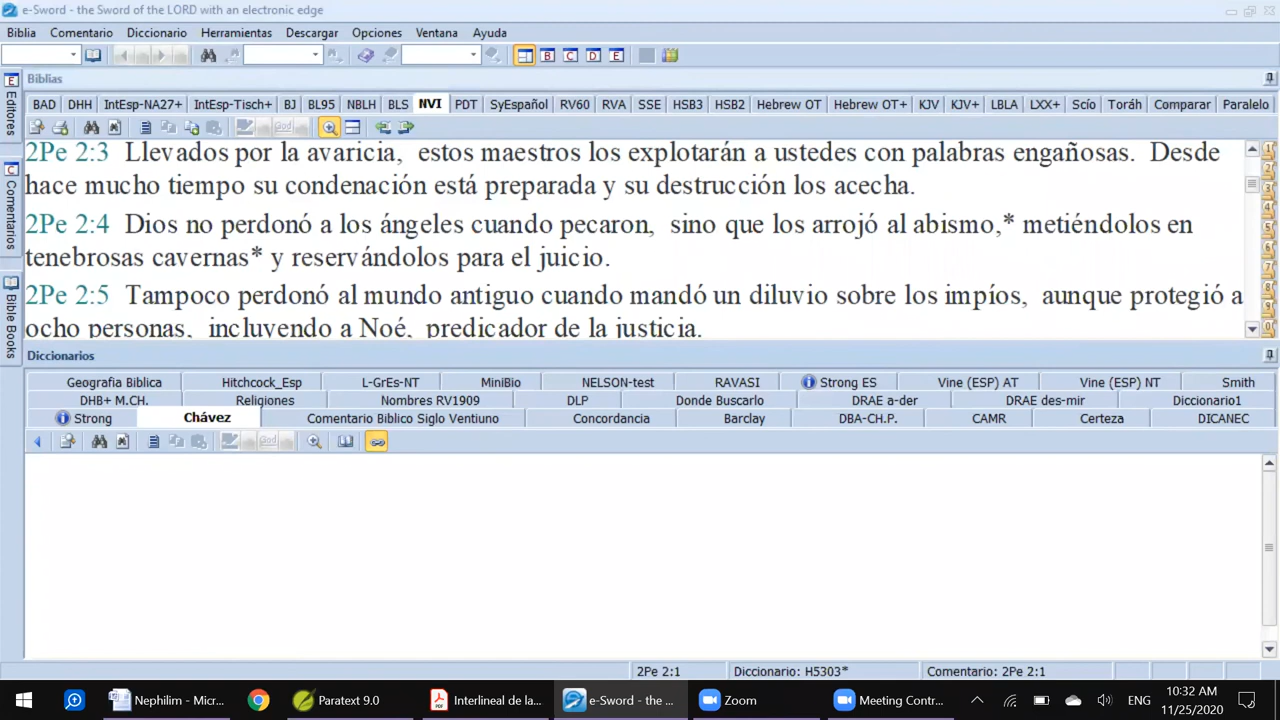 e-Sword - the Sword of the LORD with an electronic edge
Biblia Comentario Diccionario Herramientas Descargar Opciones Ventana Ayuda
B C D E
Biblias
BAD DHH IntEsp-NA27+ IntEsp-Tisch+ BJ BL95 NBLH BLS NVI PDT SyEspañol RV60 RVA SSE HSB3 HSB2 Hebrew OT Hebrew OT+ KJV KJV+ LBLA LXX+ Scío Toráh Comparar Paralelo
E Editores
C Comentarios
Bible Books
God
2Pe 2:3 Llevados por la avaricia, estos maestros los explotarán a ustedes con palabras engañosas. Desde
hace mucho tiempo su condenación está preparada y su destrucción los acecha.
2Pe 2:4 Dios no perdonó a los ángeles cuando pecaron, sino que los arrojó al abismo,* metiéndolos en
tenebrosas cavernas* y reservándolos para el juicio.
2Pe 2:5 Tampoco perdonó al mundo antiguo cuando mandó un diluvio sobre los impíos, aunque protegió a
ocho personas, incluyendo a Noé, predicador de la justicia.
Diccionarios
Geografia Biblica Hitchcock_Esp L-GrEs-NT MiniBio NELSON-test RAVASI Strong ES Vine (ESP) AT Vine (ESP) NT Smith
DHB+ M.CH. Religiones Nombres RV1909 DLP Donde Buscarlo DRAE a-der DRAE des-mir Diccionario1
Strong Chávez Comentario Biblico Siglo Ventiuno Concordancia Barclay DBA-CH.P. CAMR Certeza DICANEC
God
2Pe 2:1 Diccionario: H5303* Comentario: 2Pe 2:1
Nephilim - Micr... Paratext 9.0 Interlineal de la... e-Sword - the ... Zoom Meeting Contr... ENG 10:32 AM
11/25/2020